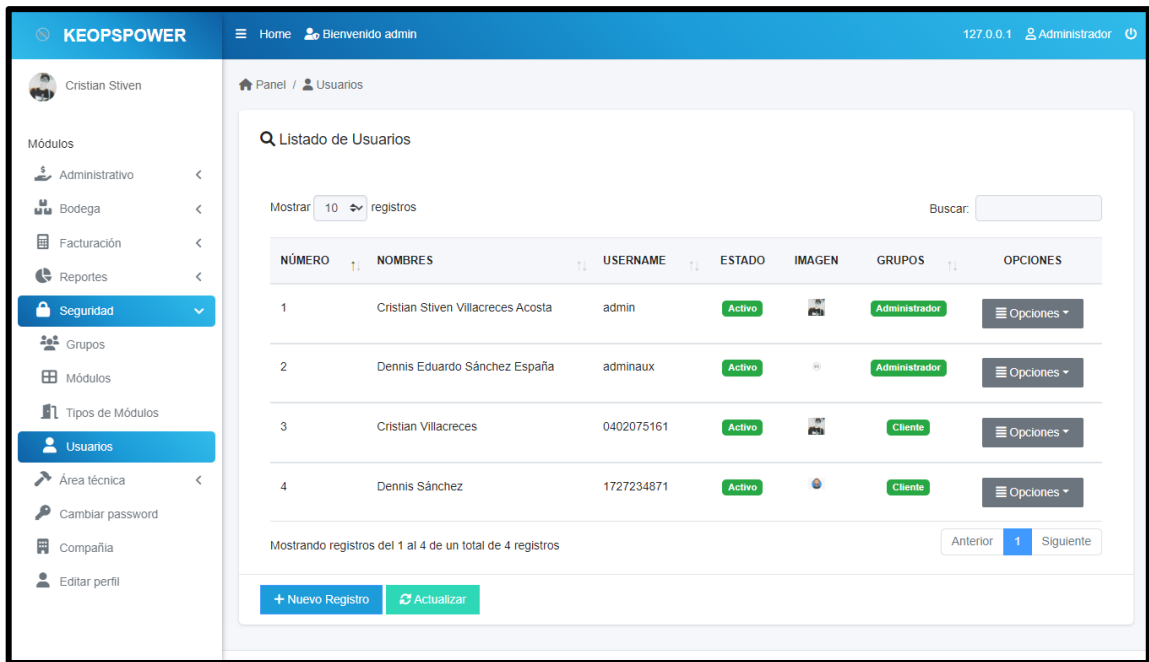 KEOPSPOWER
Home Bienvenido admin
127.0.0.1 Administrador
Cristian Stiven
Módulos
Administrativo
Bodega
Facturación
Reportes
Seguridad
Grupos
Módulos
Tipos de Módulos
Usuarios
Área técnica
Cambiar password
Compañia
Editar perfil
Panel / Usuarios
Listado de Usuarios
Mostrar 10 registros
Buscar:
NÚMERO NOMBRES USERNAME ESTADO IMAGEN GRUPOS OPCIONES
1 Cristian Stiven Villacreces Acosta admin Activo Administrador Opciones
2 Dennis Eduardo Sánchez España adminaux Activo Administrador Opciones
3 Cristian Villacreces 0402075161 Activo Cliente Opciones
4 Dennis Sánchez 1727234871 Activo Cliente Opciones
Mostrando registros del 1 al 4 de un total de 4 registros
Anterior 1 Siguiente
+ Nuevo Registro Actualizar